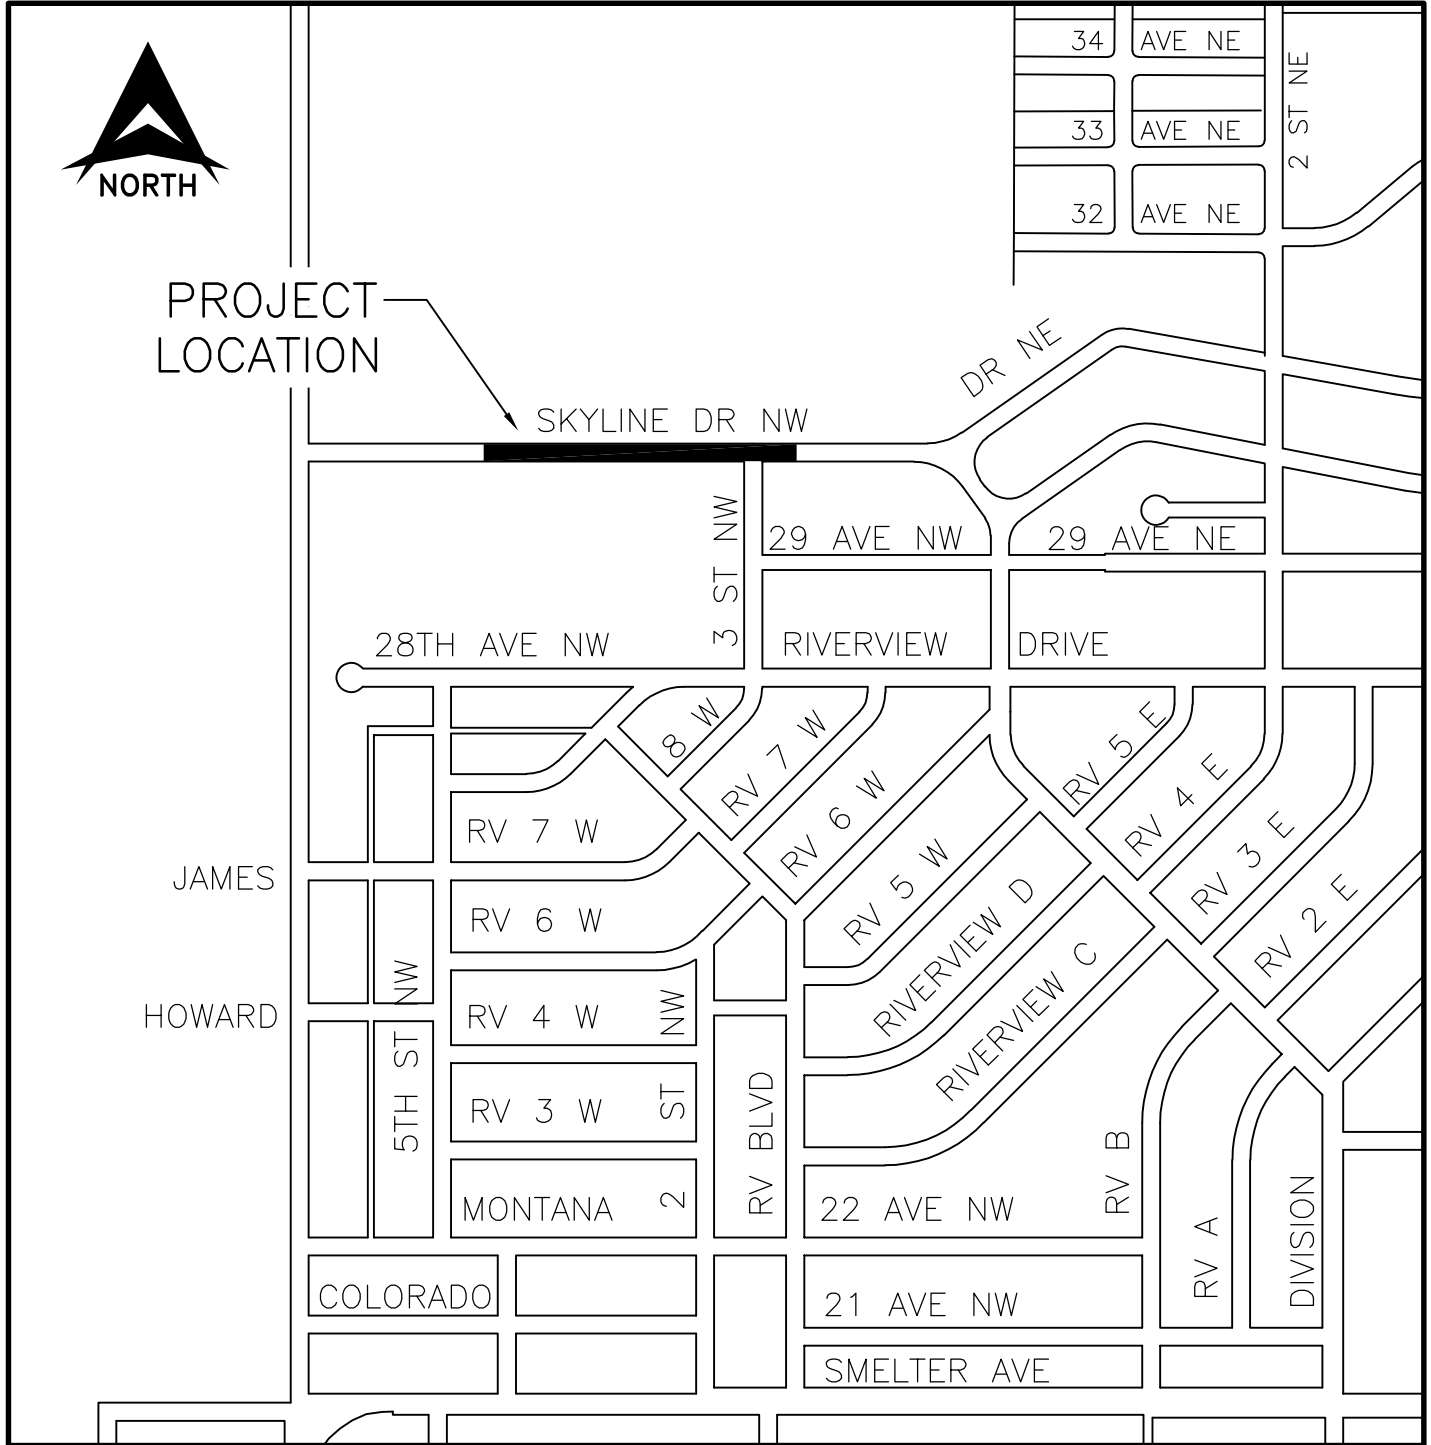 34 AVE NE
33 AVE NE
32 AVE NE
2 ST NE
NORTH
PROJECT
LOCATION
DR NE
SKYLINE DR NW
3 ST NW
29 AVE NW
29 AVE NE
28TH AVE NW
RIVERVIEW DRIVE
8 W
RV 7 W
RV 6 W
RV 5 W
RV 5 E
RV 4 E
RV 3 E
RV 2 E
RV 7 W
JAMES
RV 6 W
RIVERVIEW D
RIVERVIEW C
HOWARD
5TH ST NW
RV 4 W
2 ST NW
RV 3 W
RV BLVD
RV B
MONTANA
22 AVE NW
RV A
DIVISION
COLORADO
21 AVE NW
SMELTER AVE